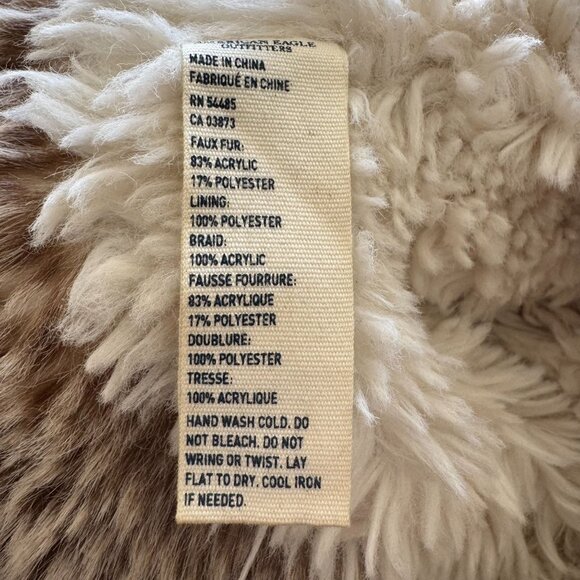 AMERICAN EAGLE
OUTFITTERS
MADE IN CHINA
FABRIQUÉ EN CHINE
RN 54485
CA 03873
FAUX FUR:
83% ACRYLIC
17% POLYESTER
LINING:
100% POLYESTER
BRAID:
100% ACRYLIC
FAUSSE FOURRURE:
83% ACRYLIQUE
17% POLYESTER
DOUBLURE:
100% POLYESTER
TRESSE:
100% ACRYLIQUE
HAND WASH COLD. DO
NOT BLEACH. DO NOT
WRING OR TWIST. LAY
FLAT TO DRY. COOL IRON
IF NEEDED.